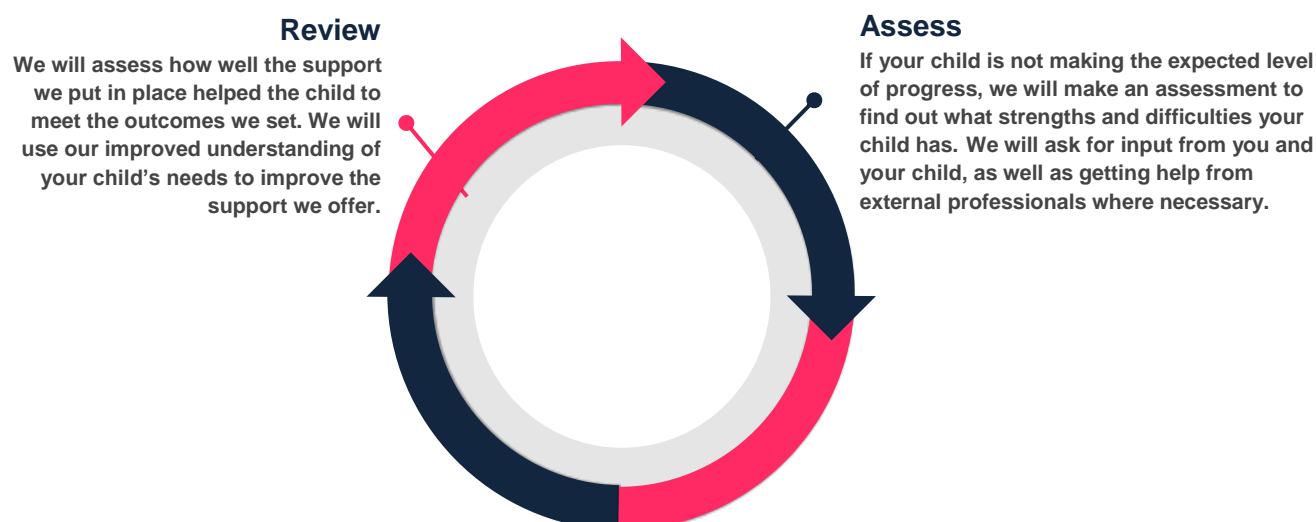 Review
We will assess how well the support
we put in place helped the child to
meet the outcomes we set. We will
use our improved understanding of
your child’s needs to improve the
support we offer.
Assess
If your child is not making the expected level
of progress, we will make an assessment to
find out what strengths and difficulties your
child has. We will ask for input from you and
your child, as well as getting help from
external professionals where necessary.